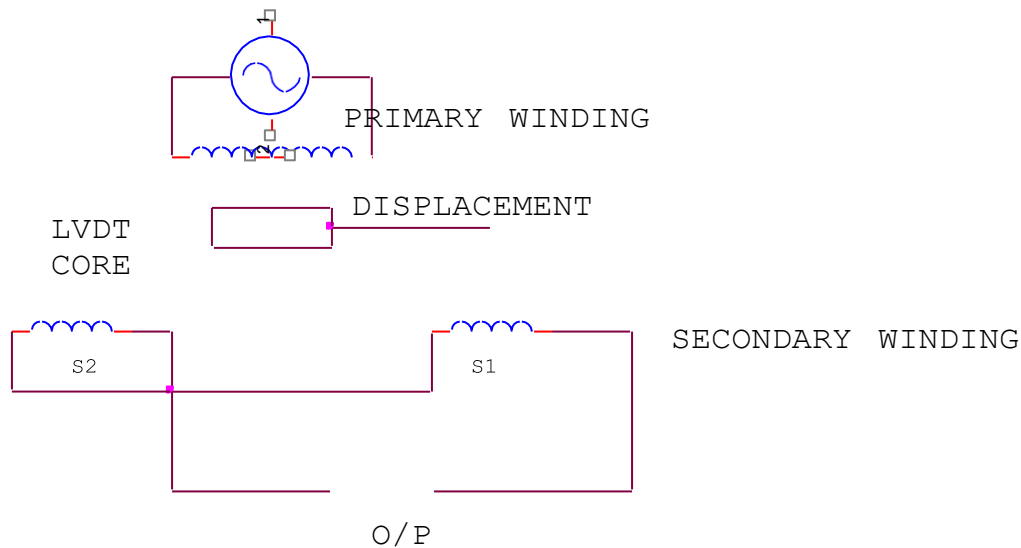 1
PRIMARY WINDING
2
DISPLACEMENT
LVDT
CORE
SECONDARY WINDING
S2
S1
O/P